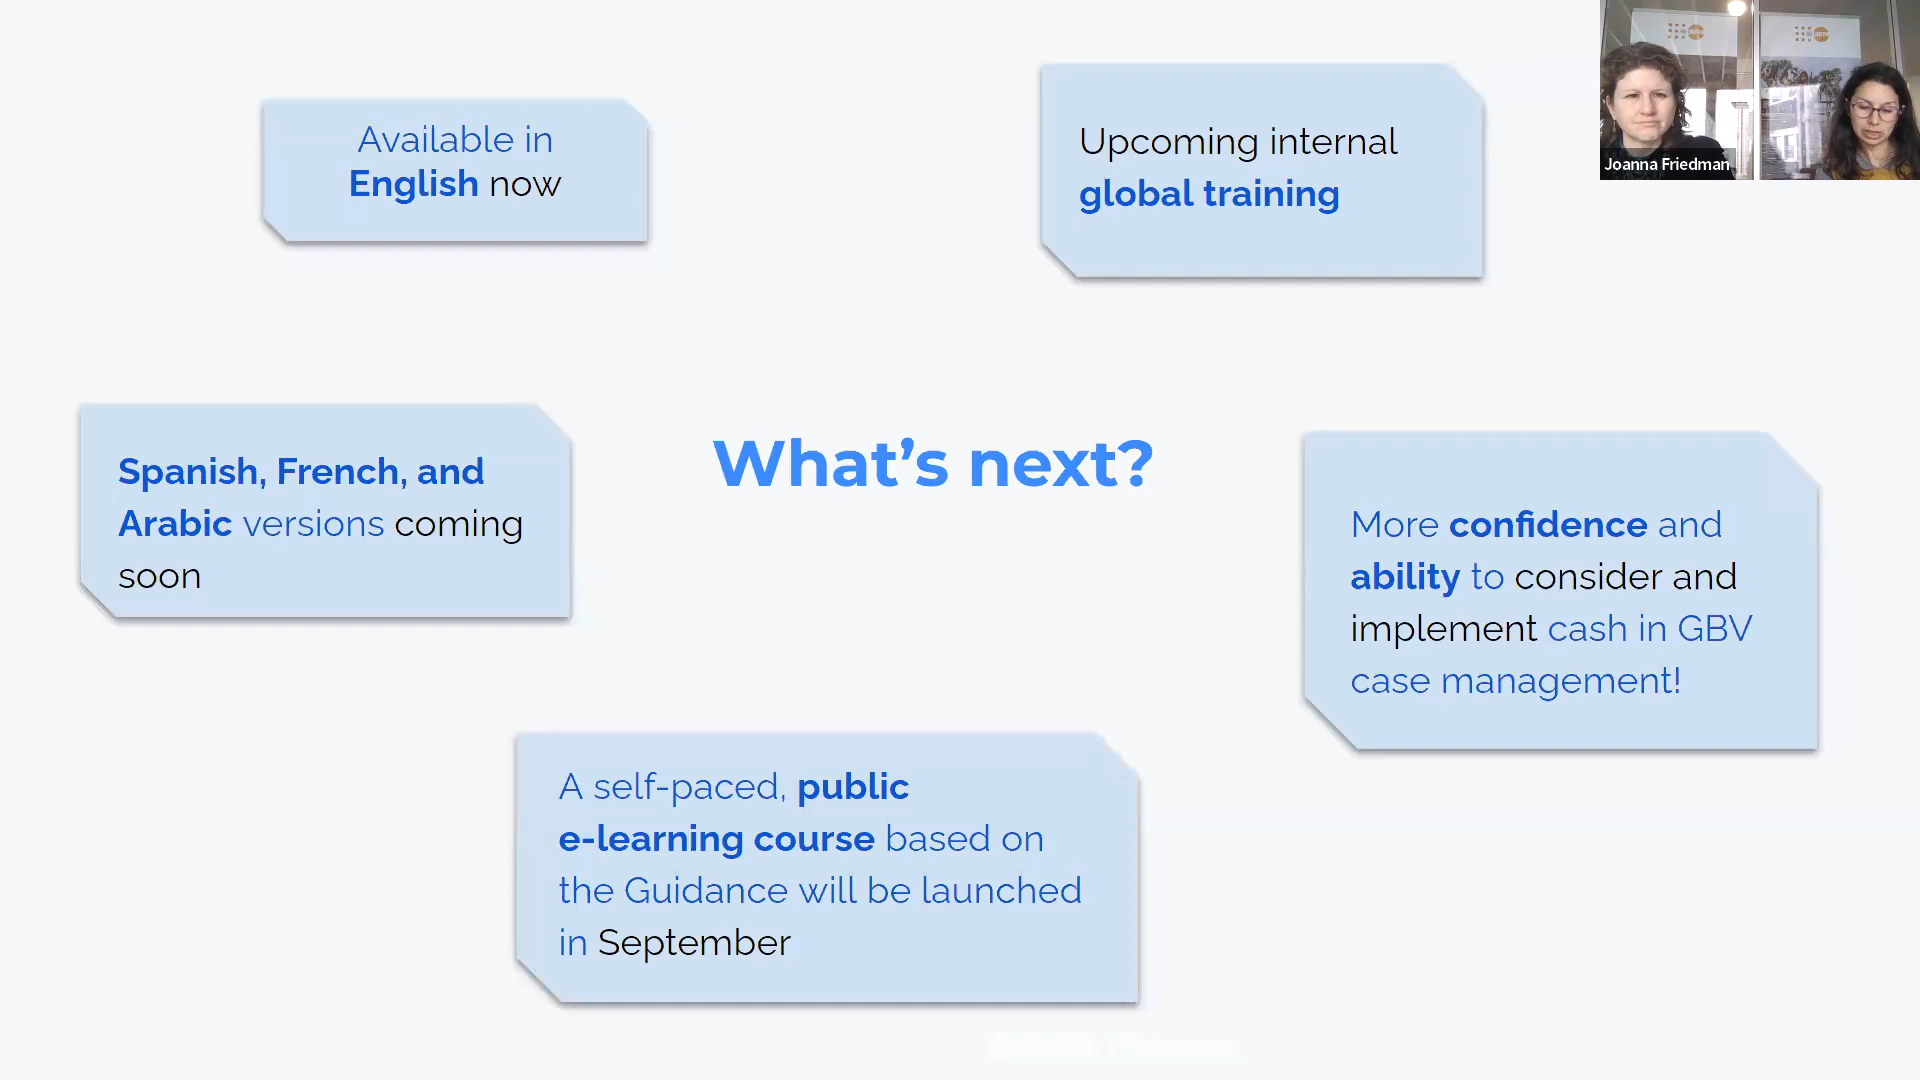 Available in
English now
Upcoming internal
global training
Joanna Friedman
What's next?
Spanish, French, and
Arabic versions coming
soon
More confidence and
ability to consider and
implement cash in GBV
case management!
A self-paced, public
e-learning course based on
the Guidance will be launched
in September